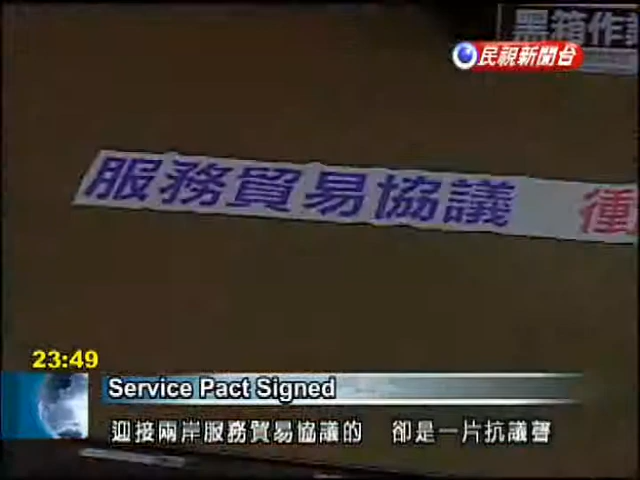 黑箱作
民視新聞台
服務貿易協議 衝
23:49
Service Pact Signed
迎接兩岸服務貿易協議的 卻是一片抗議聲